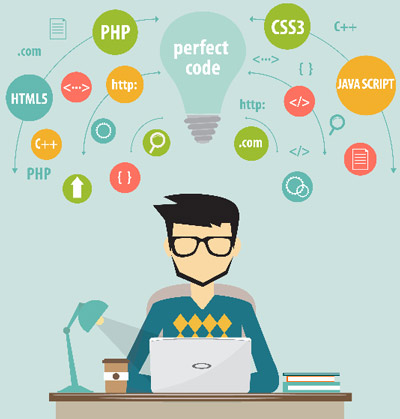 PHP
CSS3
C++
.com
perfect
code
<···>
{ }
HTML5
<···>
http:
JAVA SCRIPT
http:
</>
C++
.com
</>
PHP
{ }